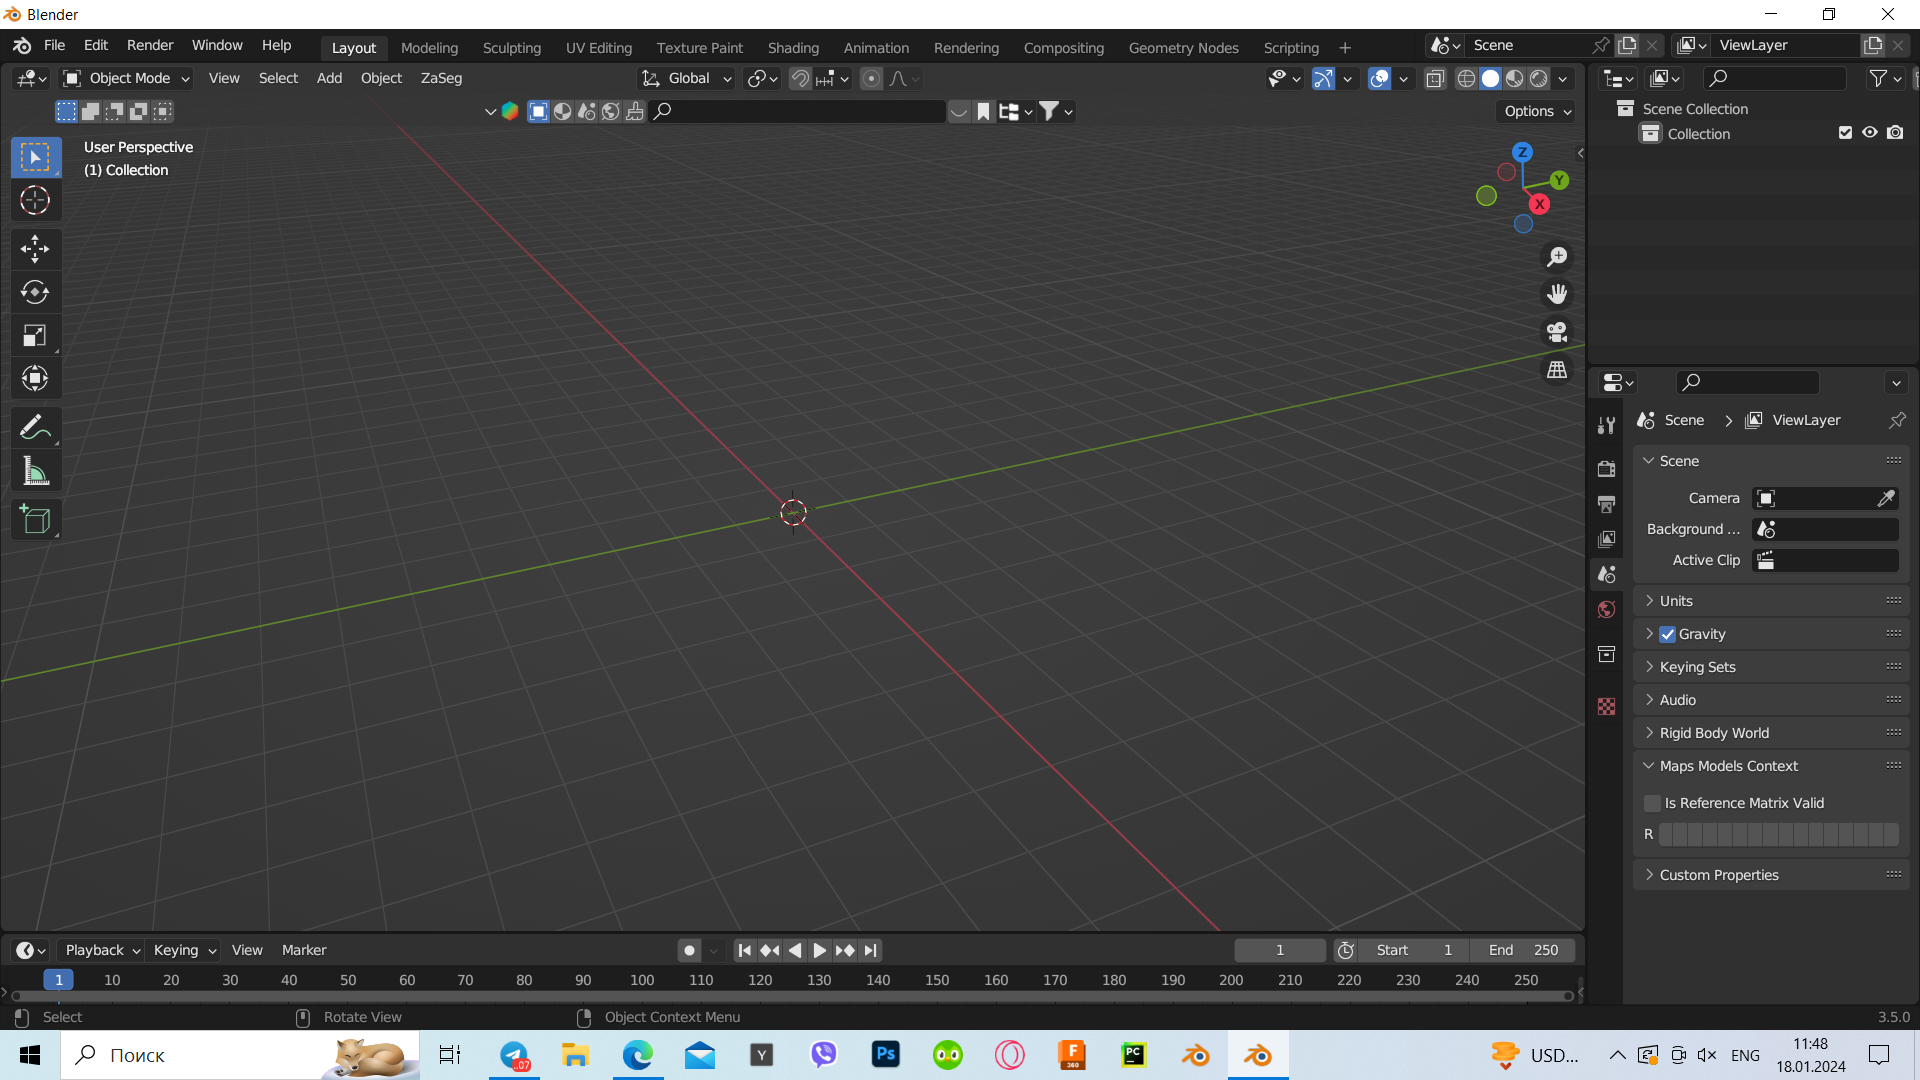 Blender
File Edit Render Window Help Layout Modeling Sculpting UV Editing Texture Paint Shading Animation Rendering Compositing Geometry Nodes Scripting + Scene ViewLayer
Object Mode View Select Add Object ZaSeg Global
Options
User Perspective
(1) Collection
Z
Y
X
Scene Collection
Collection
Scene > ViewLayer
Scene
Camera
Background ...
Active Clip
Units
Gravity
Keying Sets
Audio
Rigid Body World
Maps Models Context
Is Reference Matrix Valid
R
Custom Properties
Playback Keying View Marker 1 Start 1 End 250
1 10 20 30 40 50 60 70 80 90 100 110 120 130 140 150 160 170 180 190 200 210 220 230 240 250
Select Rotate View Object Context Menu 3.5.0
Поиск
..07
Y
Ps
F
360
PC
USD...
ENG
11:48
18.01.2024